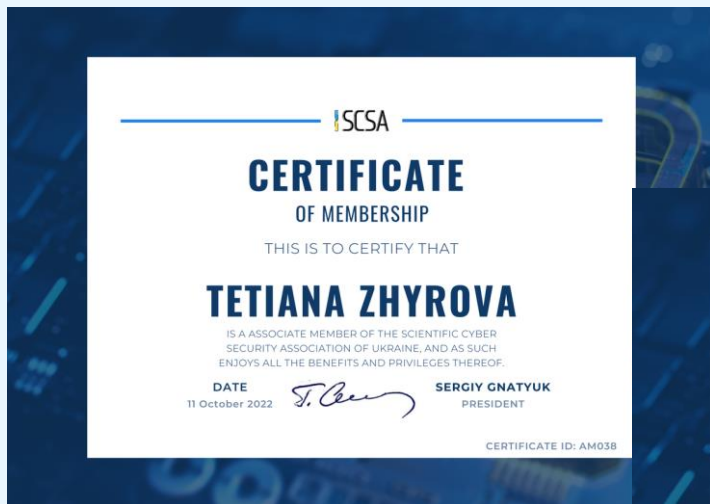 SCSA
CERTIFICATE
OF MEMBERSHIP
THIS IS TO CERTIFY THAT
TETIANA ZHYROVA
IS A ASSOCIATE MEMBER OF THE SCIENTIFIC CYBER
SECURITY ASSOCIATION OF UKRAINE, AND AS SUCH
ENJOYS ALL THE BENEFITS AND PRIVILEGES THEREOF.
DATE
11 October 2022
SERGIY GNATYUK
PRESIDENT
CERTIFICATE ID: AM038